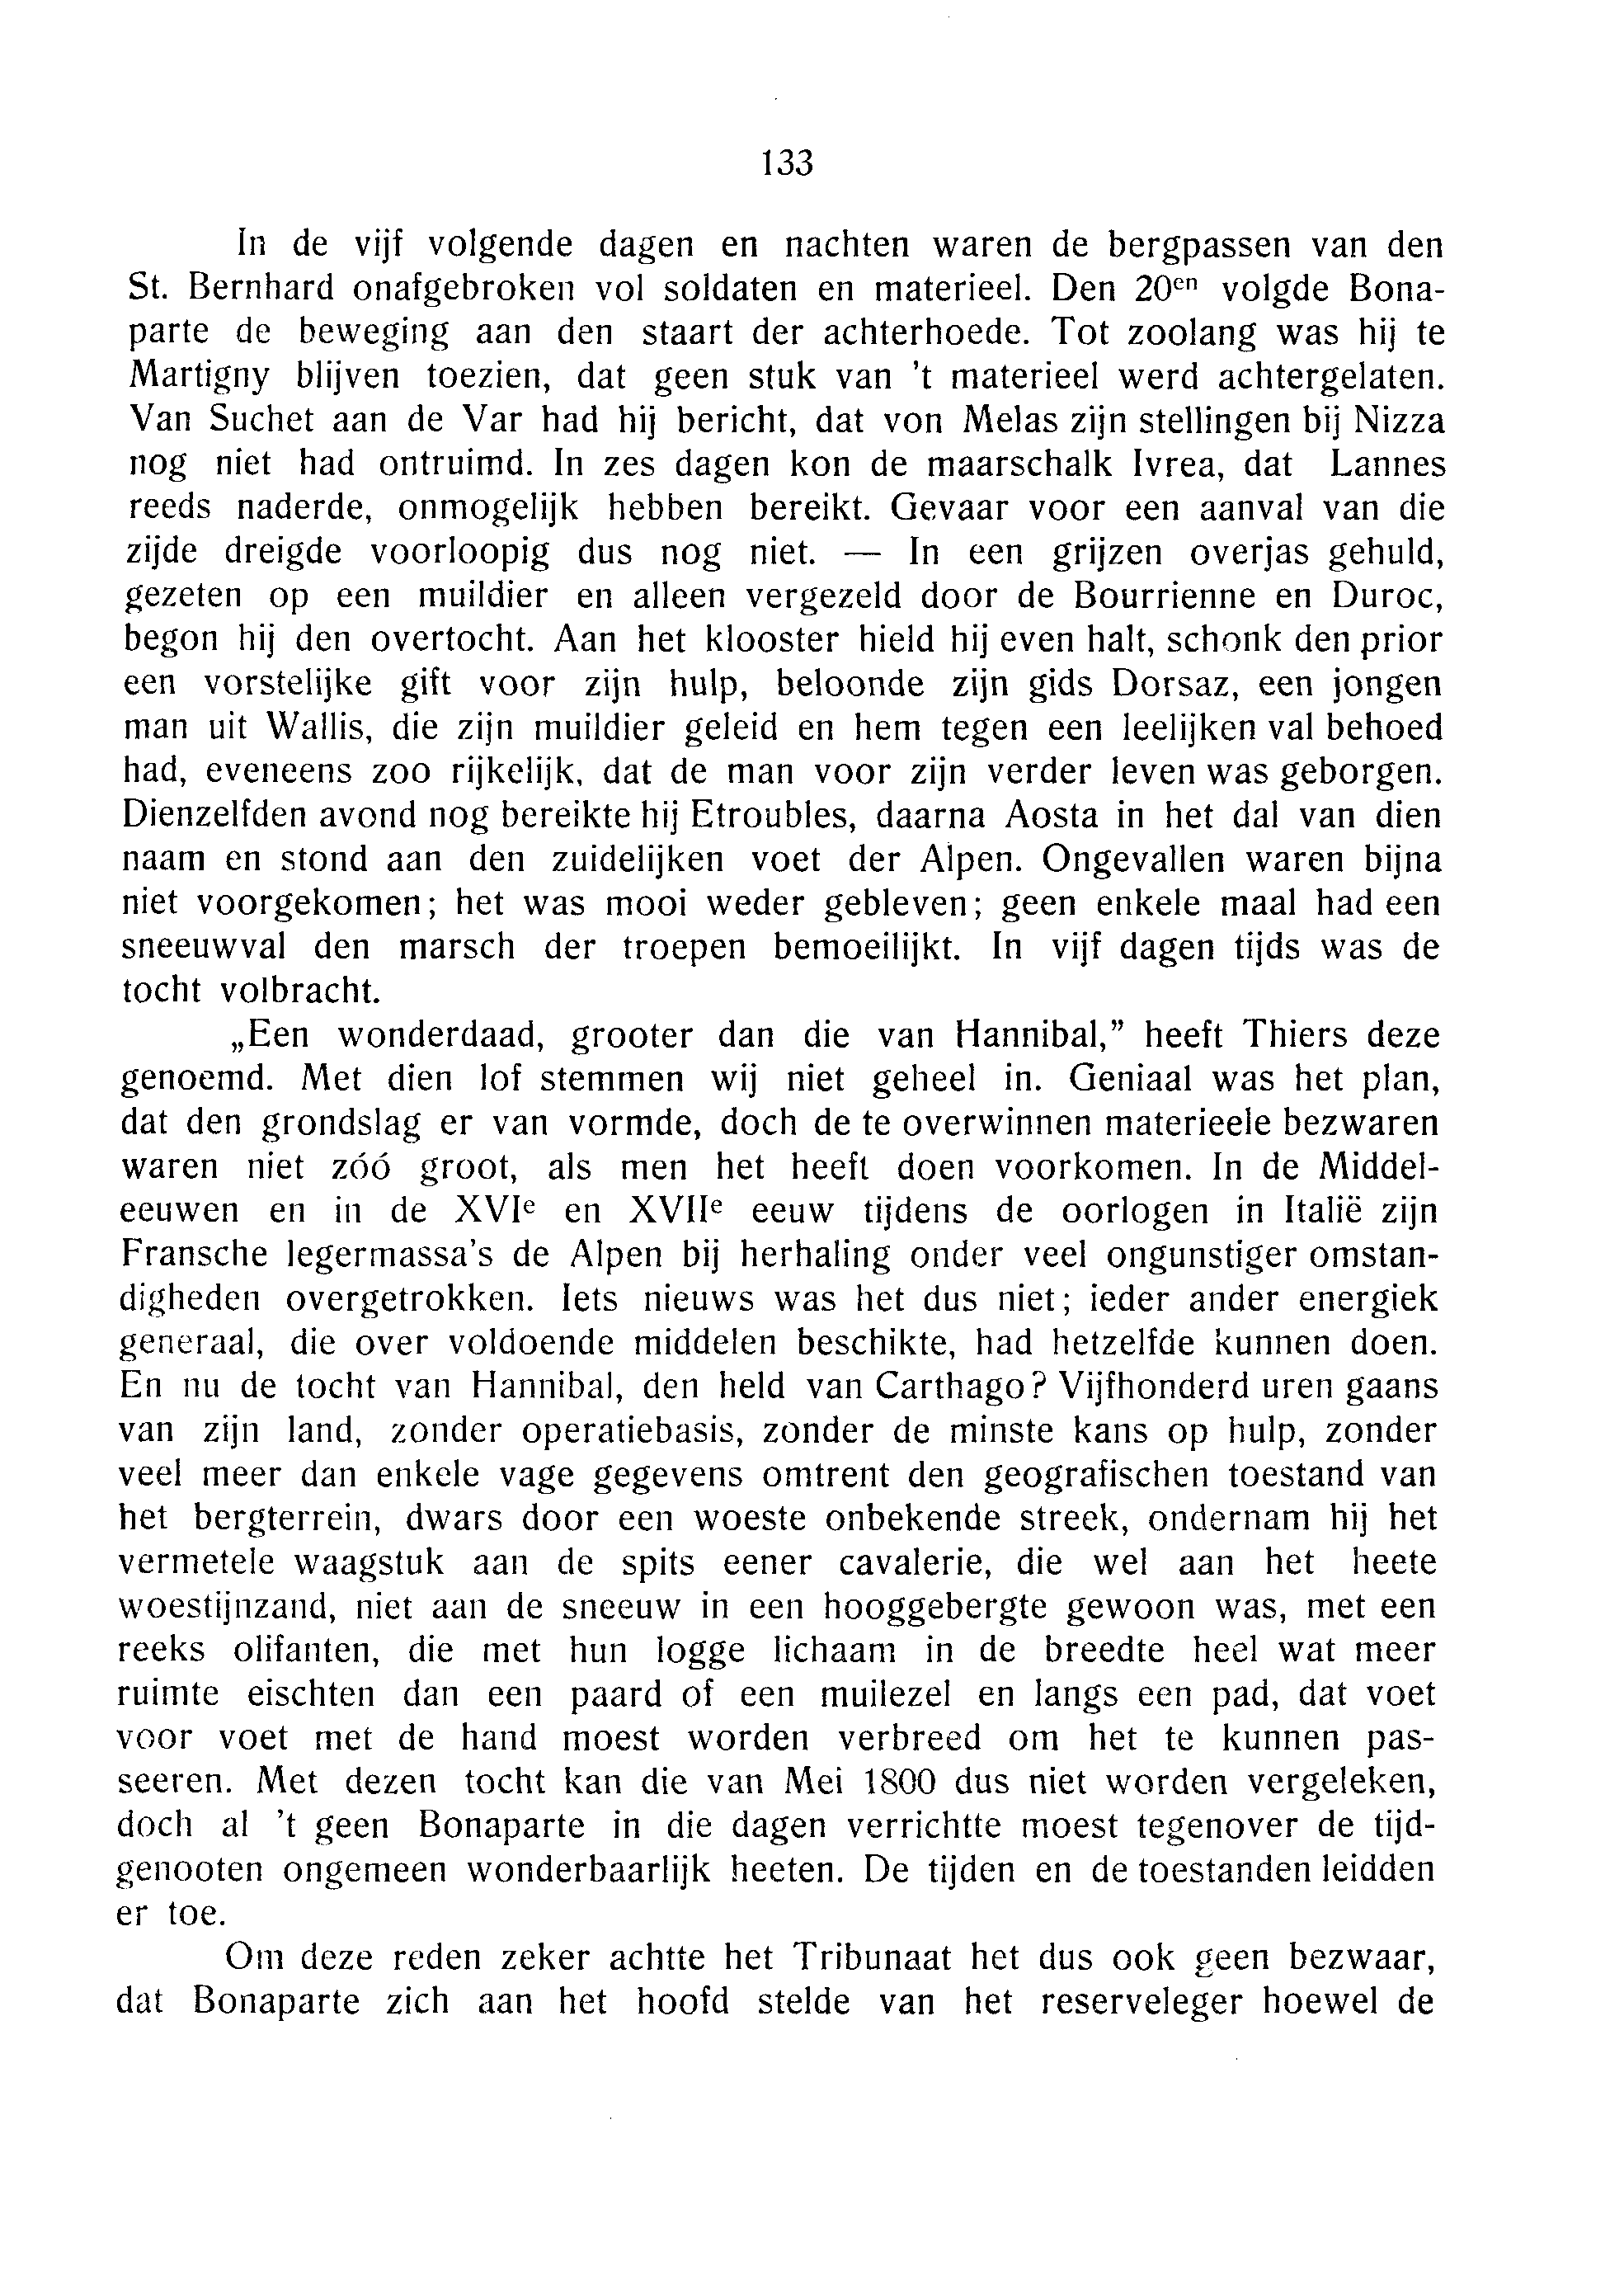 133
In de vijf volgende dagen en nachten waren de bergpassen van den
St. Bernhard onafgebroken vol soldaten en materieel. Den 20en volgde Bona-
parte de beweging aan den staart der achterhoede. Tot zoolang was hij te
Martigny blijven toezien, dat geen stuk van 't materieel werd achtergelaten.
Van Suchet aan de Var had hij bericht, dat von Melas zijn stellingen bij Nizza
nog niet had ontruimd. In zes dagen kon de maarschalk Ivrea, dat Lannes
reeds naderde, onmogelijk hebben bereikt. Gevaar voor een aanval van die
zijde dreigde voorloopig dus nog niet. — In een grijzen overjas gehuld,
gezeten op een muildier en alleen vergezeld door de Bourrienne en Duroc,
begon hij den overtocht. Aan het klooster hield hij even halt, schonk den prior
een vorstelijke gift voor zijn hulp, beloonde zijn gids Dorsaz, een jongen
man uit Wallis, die zijn muildier geleid en hem tegen een leelijken val behoed
had, eveneens zoo rijkelijk, dat de man voor zijn verder leven was geborgen.
Dienzelfden avond nog bereikte hij Etroubles, daarna Aosta in het dal van dien
naam en stond aan den zuidelijken voet der Alpen. Ongevallen waren bijna
niet voorgekomen; het was mooi weder gebleven; geen enkele maal had een
sneeuwval den marsch der troepen bemoeilijkt. In vijf dagen tijds was de
tocht volbracht.
„Een wonderdaad, grooter dan die van Hannibal,” heeft Thiers deze
genoemd. Met dien lof stemmen wij niet geheel in. Geniaal was het plan,
dat den grondslag er van vormde, doch de te overwinnen materieele bezwaren
waren niet zóó groot, als men het heeft doen voorkomen. In de Middel-
eeuwen en in de XVIe en XVIIe eeuw tijdens de oorlogen in Italië zijn
Fransche legermassa's de Alpen bij herhaling onder veel ongunstiger omstan-
digheden overgetrokken. Iets nieuws was het dus niet; ieder ander energiek
generaal, die over voldoende middelen beschikte, had hetzelfde kunnen doen.
En nu de tocht van Hannibal, den held van Carthago? Vijfhonderd uren gaans
van zijn land, zonder operatiebasis, zonder de minste kans op hulp, zonder
veel meer dan enkele vage gegevens omtrent den geografischen toestand van
het bergterrein, dwars door een woeste onbekende streek, ondernam hij het
vermetele waagstuk aan de spits eener cavalerie, die wel aan het heete
woestijnzand, niet aan de sneeuw in een hooggebergte gewoon was, met een
reeks olifanten, die met hun logge lichaam in de breedte heel wat meer
ruimte eischten dan een paard of een muilezel en langs een pad, dat voet
voor voet met de hand moest worden verbreed om het te kunnen pas-
seeren. Met dezen tocht kan die van Mei 1800 dus niet worden vergeleken,
doch al 't geen Bonaparte in die dagen verrichtte moest tegenover de tijd-
genooten ongemeen wonderbaarlijk heeten. De tijden en de toestanden leidden
er toe.
Om deze reden zeker achtte het Tribunaat het dus ook geen bezwaar,
dat Bonaparte zich aan het hoofd stelde van het reserveleger hoewel de